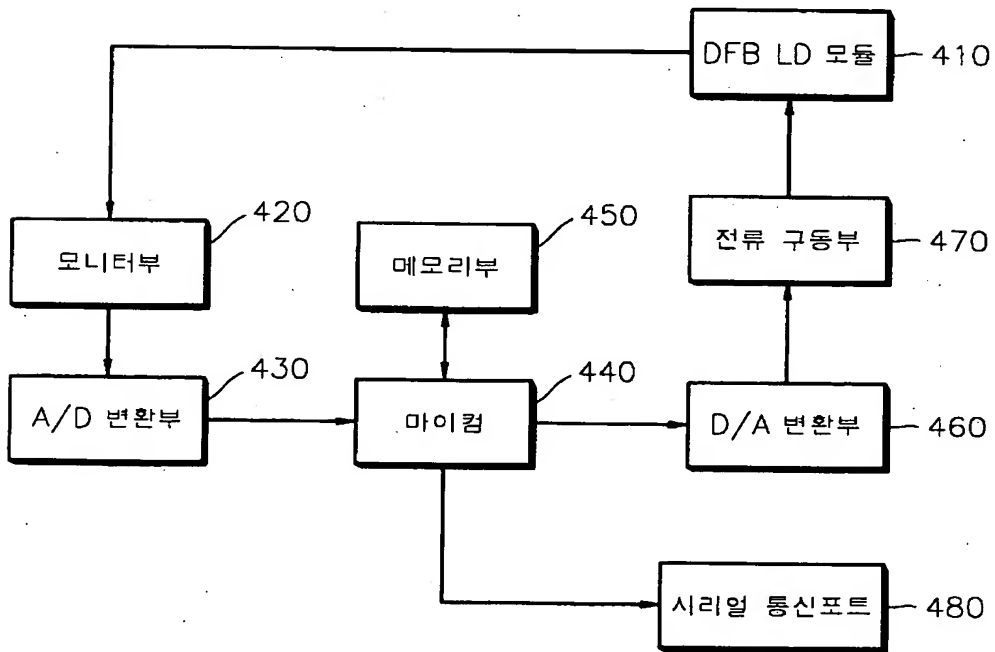 DFB LD 모듈
410
420
450
모니터부
메모리부
전류 구동부
470
430
440
A/D 변환부
마이컴
D/A 변환부
460
시리얼 통신포트
480